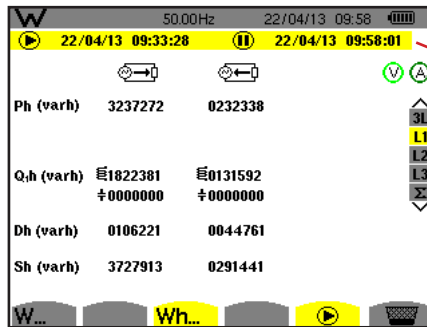 W 50.00Hz 22/04/13 09:58
22/04/13 09:33:28 22/04/13 09:58:01
V A
Ph (varh) 3237272 0232338
3L
L1
L2
Q₁h (varh) 1822381 0131592
L3
÷0000000 ÷0000000
Σ
Dh (varh) 0106221 0044761
Sh (varh) 3727913 0291441
W... Wh...